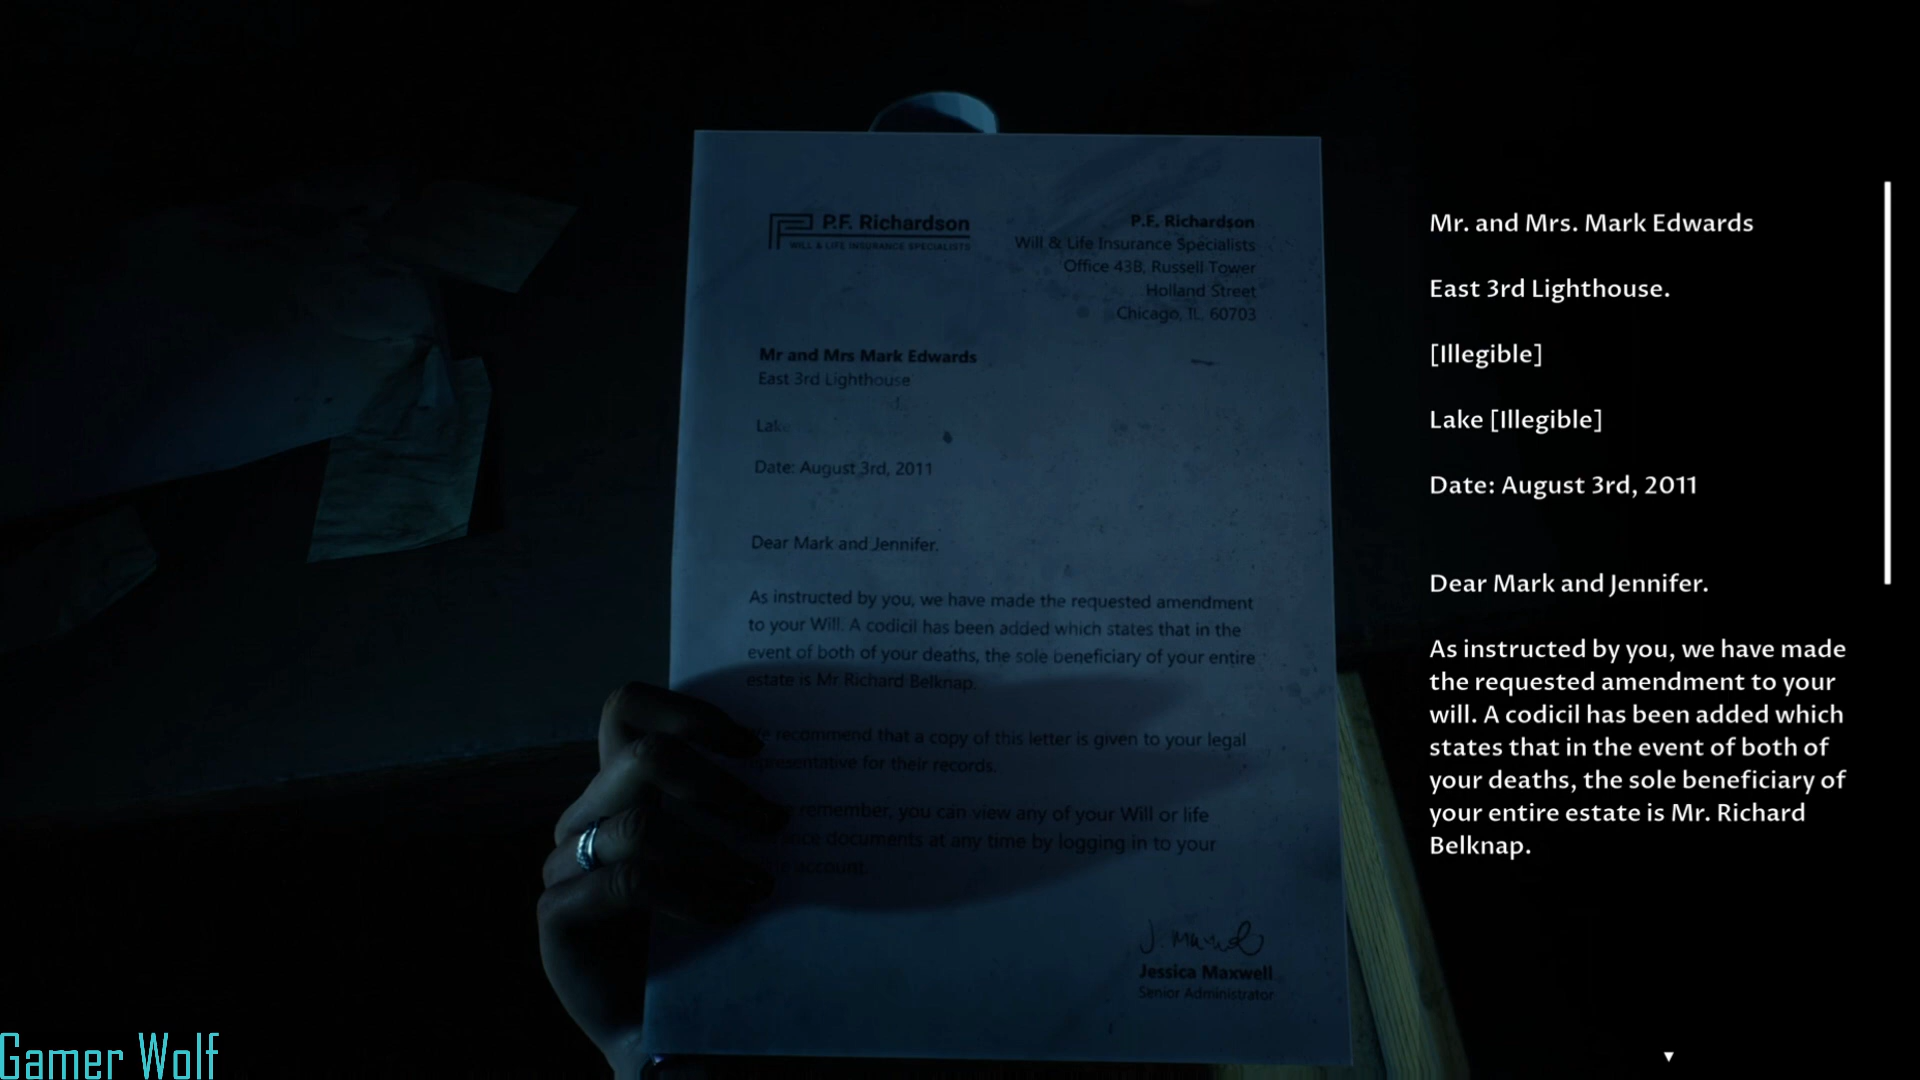 P.F. Richardson
WILL & LIFE INSURANCE SPECIALISTS
P.F. Richardson
Will & Life Insurance Specialists
Office 43B, Russell Tower
Holland Street
Chicago, IL, 60703
Mr and Mrs Mark Edwards
East 3rd Lighthouse
Lake
Date: August 3rd, 2011
Dear Mark and Jennifer.
As instructed by you, we have made the requested amendment
to your Will. A codicil has been added which states that in the
event of both of your deaths, the sole beneficiary of your entire
estate is Mr Richard Belknap.
recommend that a copy of this letter is given to your legal
for their records.
remember, you can view any of your Will or life
documents at any time by logging in to your
account.
Jessica Maxwell
Senior Administrator
Mr. and Mrs. Mark Edwards
East 3rd Lighthouse.
[Illegible]
Lake [Illegible]
Date: August 3rd, 2011
Dear Mark and Jennifer.
As instructed by you, we have made
the requested amendment to your
will. A codicil has been added which
states that in the event of both of
your deaths, the sole beneficiary of
your entire estate is Mr. Richard
Belknap.
Gamer Wolf